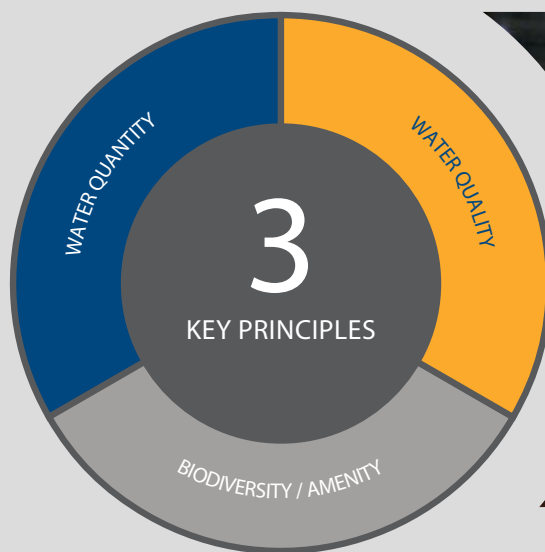 WATER QUANTITY
WATER QUALITY
3
KEY PRINCIPLES
BIODIVERSITY / AMENITY